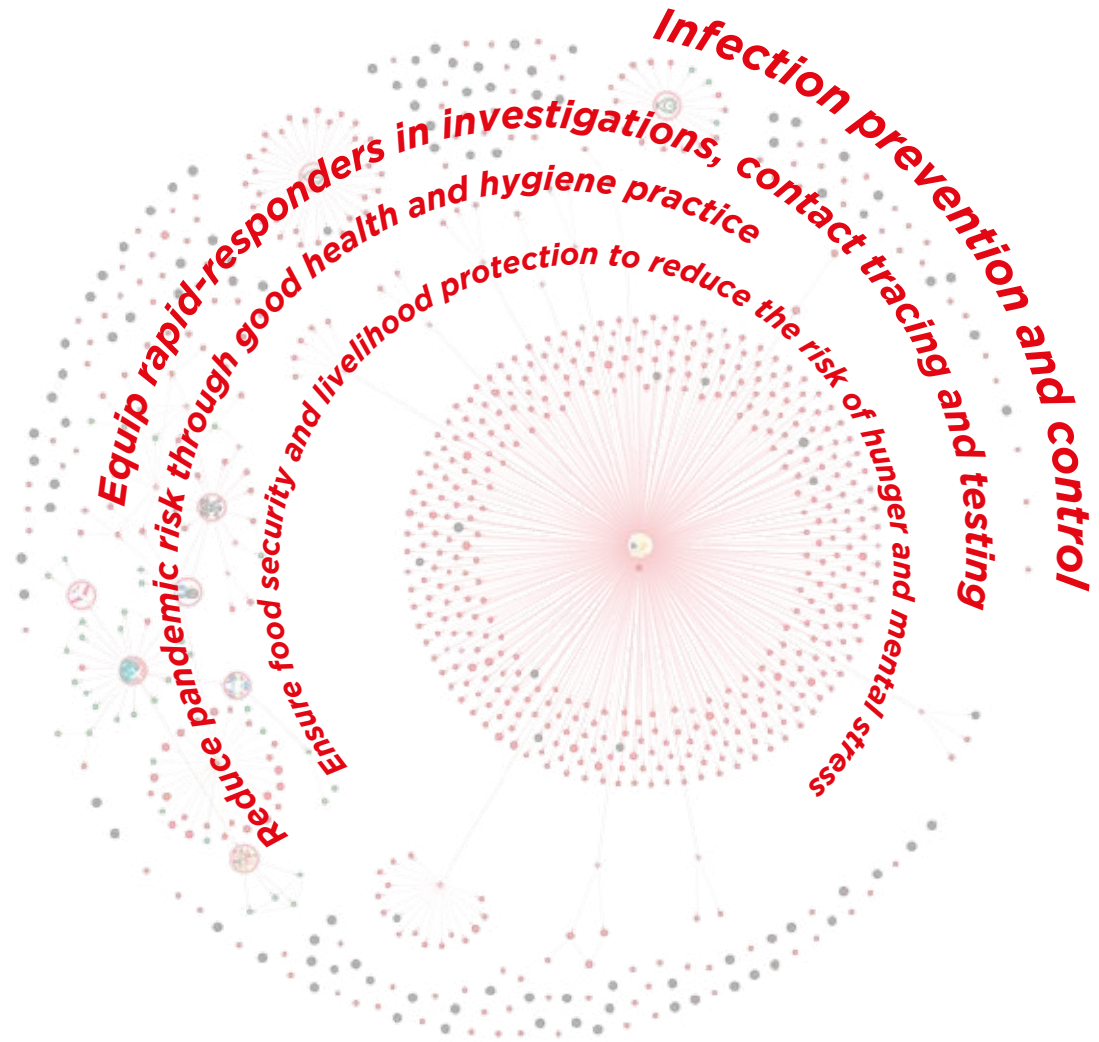 Infection prevention and control
Equip rapid-responders in investigations, contact tracing and testing
Reduce pandemic risk through good health and hygiene practice
Ensure food security and livelihood protection to reduce the risk of hunger and mental stress